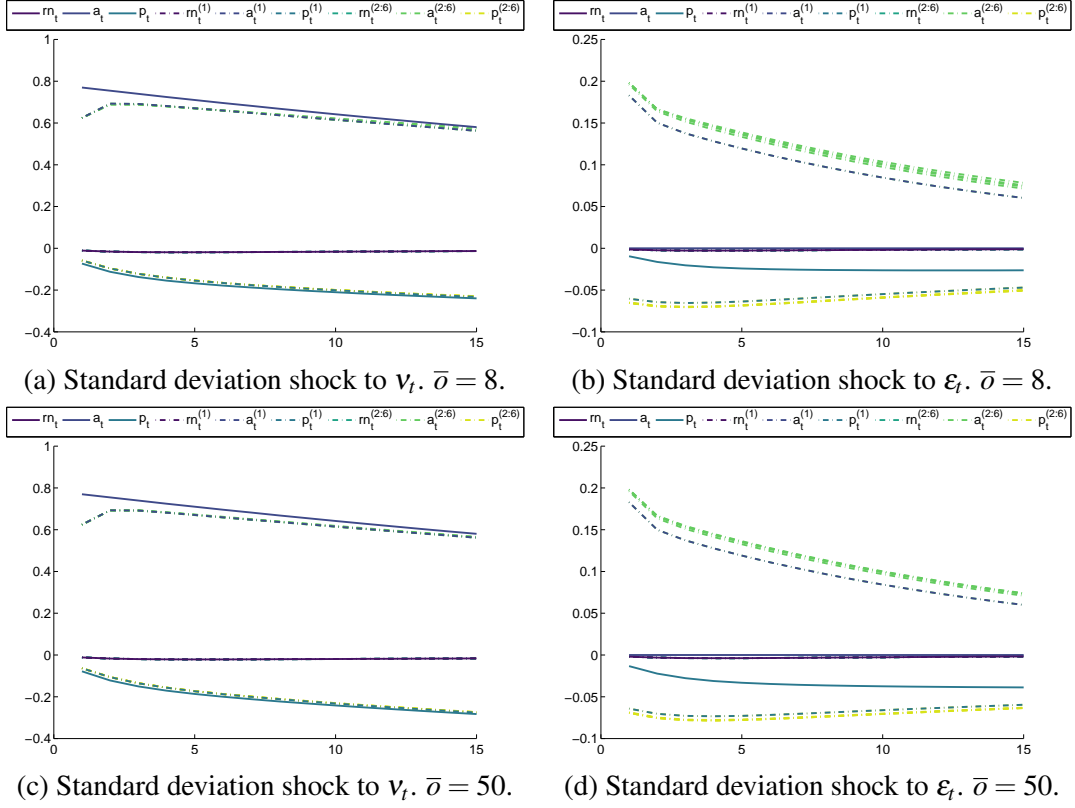 rn_t a_t p_t rn_t^(1) a_t^(1) p_t^(1) rn_t^(2:6) a_t^(2:6) p_t^(2:6)
1
0.8
0.6
0.4
0.2
0
−0.2
−0.4
0 5 10 15
(a) Standard deviation shock to ν_t. o̅ = 8.
rn_t a_t p_t rn_t^(1) a_t^(1) p_t^(1) rn_t^(2:6) a_t^(2:6) p_t^(2:6)
0.25
0.2
0.15
0.1
0.05
0
−0.05
−0.1
0 5 10 15
(b) Standard deviation shock to ε_t. o̅ = 8.
rn_t a_t p_t rn_t^(1) a_t^(1) p_t^(1) rn_t^(2:6) a_t^(2:6) p_t^(2:6)
1
0.8
0.6
0.4
0.2
0
−0.2
−0.4
0 5 10 15
(c) Standard deviation shock to ν_t. o̅ = 50.
rn_t a_t p_t rn_t^(1) a_t^(1) p_t^(1) rn_t^(2:6) a_t^(2:6) p_t^(2:6)
0.25
0.2
0.15
0.1
0.05
0
−0.05
−0.1
0 5 10 15
(d) Standard deviation shock to ε_t. o̅ = 50.